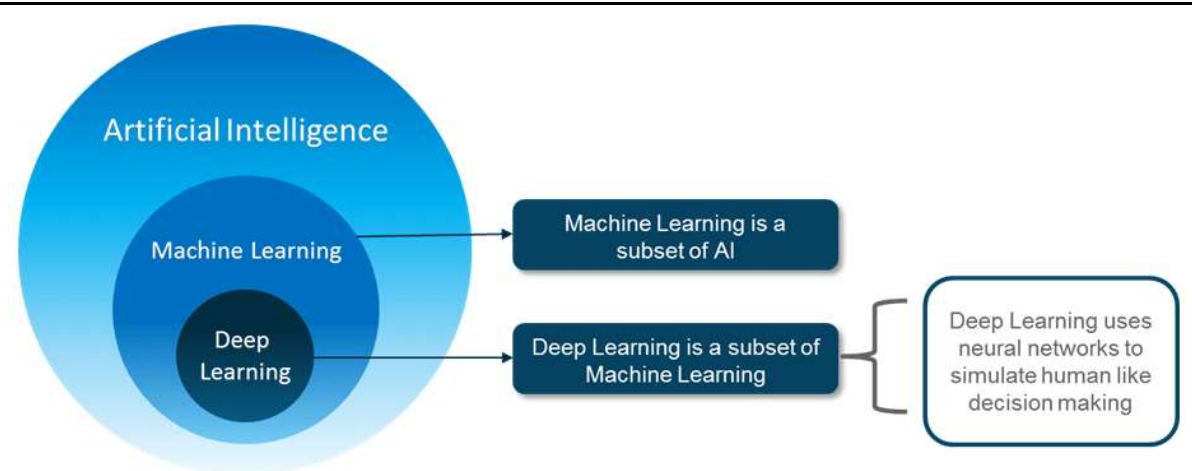 Artificial Intelligence
Machine Learning
Deep
Learning
Machine Learning is a
subset of AI
Deep Learning is a subset of
Machine Learning
Deep Learning uses
neural networks to
simulate human like
decision making